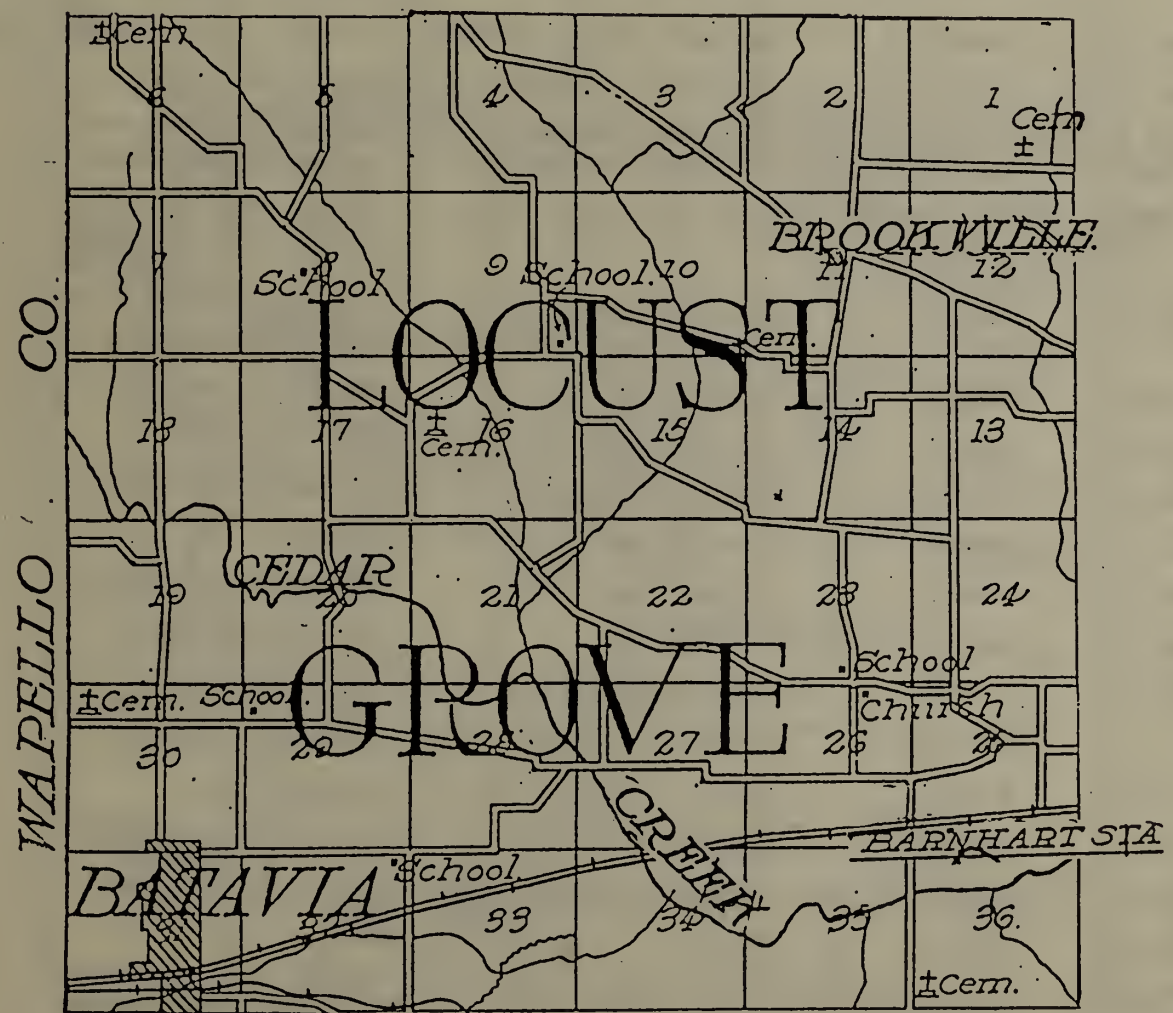 Cem
6 5 4 3 2 1
Cem
BROOKVILLE.
7 8 9 School. 10 11 12
School
LOCUST
Cem.
18 17 16 15 14 13
Cem.
CEDAR
19 20 21 22 23 24
GROVE
School
Cem. School.
Church
30 29 28 27 26 25
WAPELLO CO.
CREEK
BARNHART STA
BATAVIA
School.
32 33 34 35 36.
Cem.